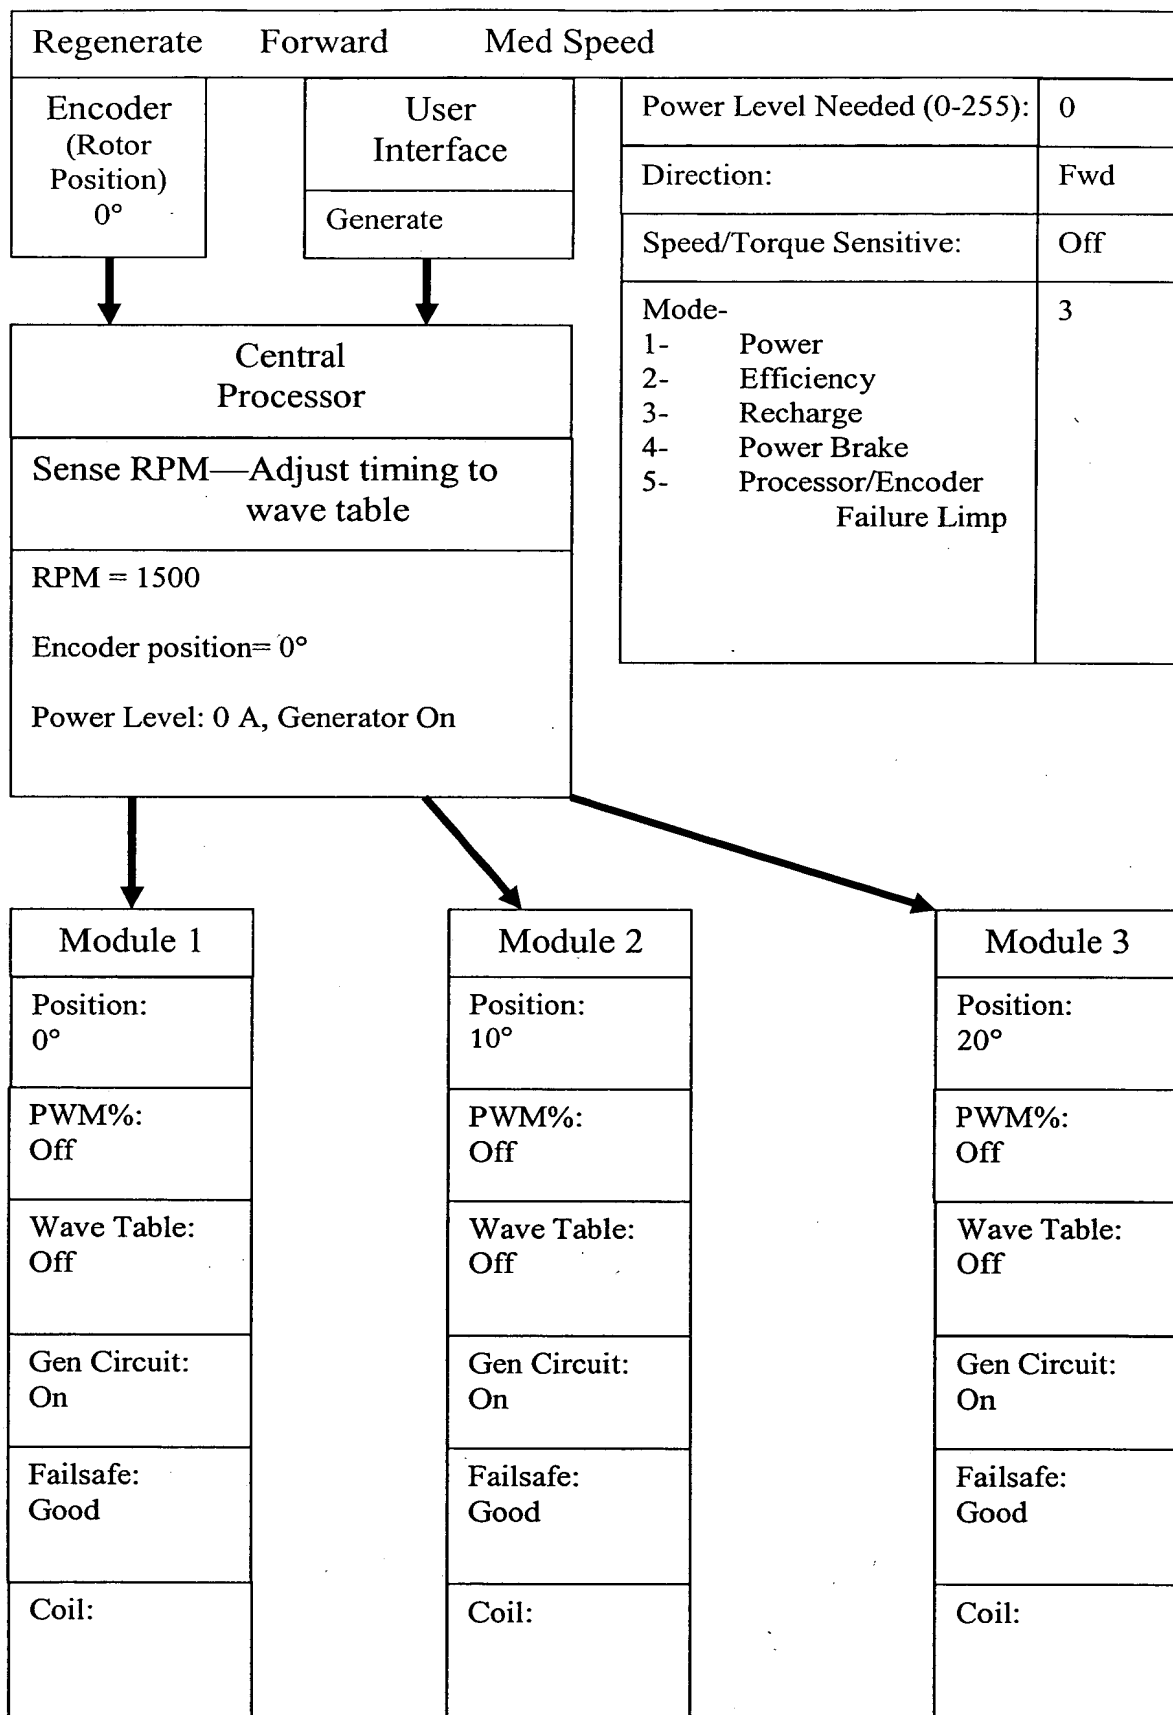 Regenerate Forward Med Speed
Encoder
(Rotor
Position)
0°
User
Interface
Generate
Power Level Needed (0-255): 0
Direction: Fwd
Speed/Torque Sensitive: Off
Mode- 3
1- Power
2- Efficiency
3- Recharge
4- Power Brake
5- Processor/Encoder
Failure Limp
Central
Processor
Sense RPM—Adjust timing to
wave table
RPM = 1500
Encoder position= 0°
Power Level: 0 A, Generator On
Module 1
Position:
0°
PWM%:
Off
Wave Table:
Off
Gen Circuit:
On
Failsafe:
Good
Coil:
Module 2
Position:
10°
PWM%:
Off
Wave Table:
Off
Gen Circuit:
On
Failsafe:
Good
Coil:
Module 3
Position:
20°
PWM%:
Off
Wave Table:
Off
Gen Circuit:
On
Failsafe:
Good
Coil: